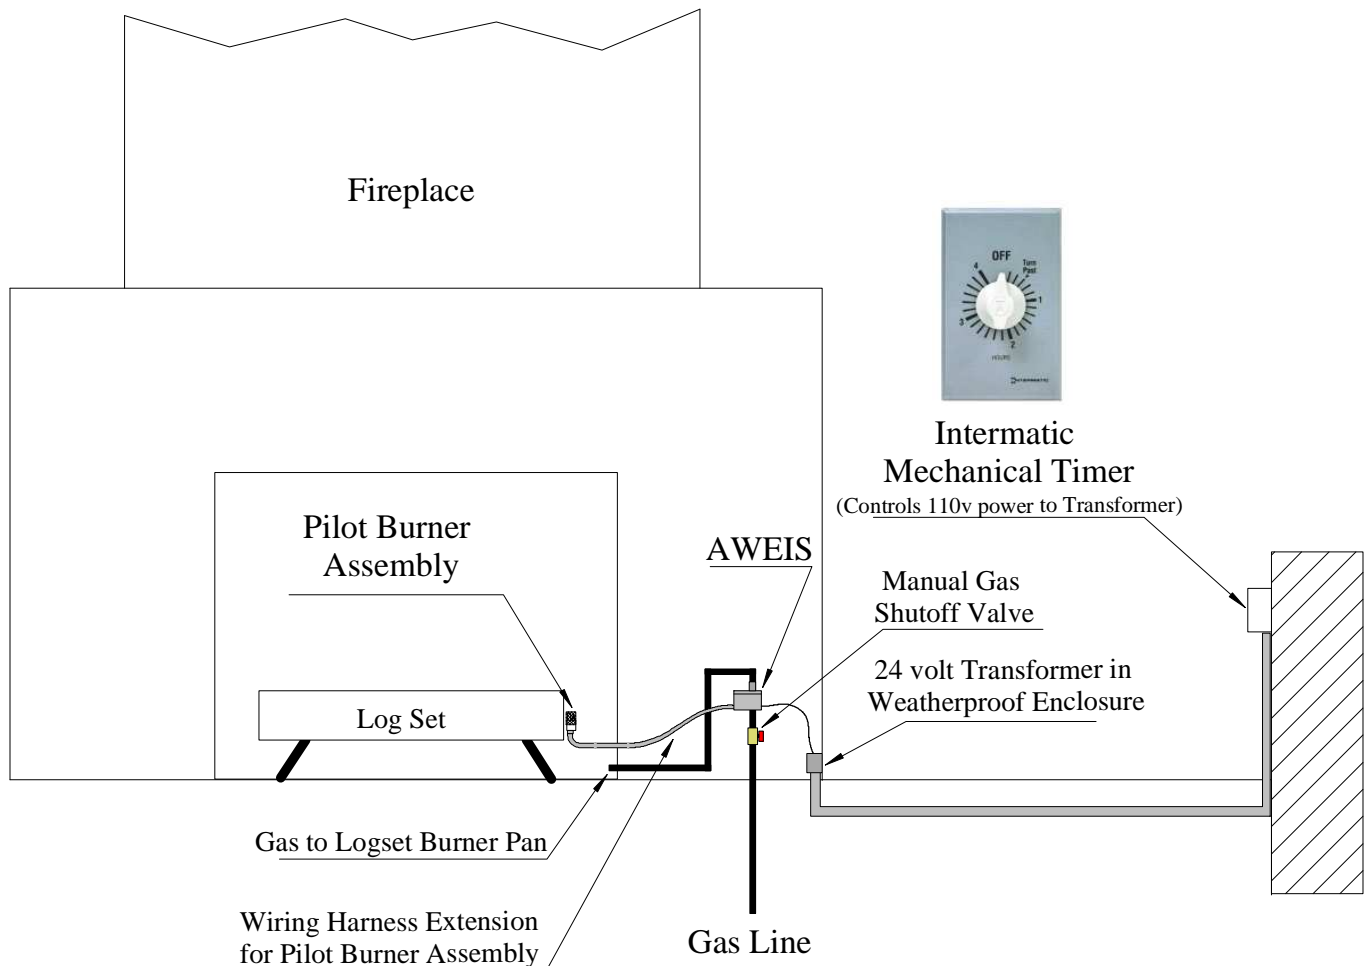 Fireplace
OFF
Turn
Past
4
1
3
2
HOURS
INTERMATIC
Intermatic
Mechanical Timer
(Controls 110v power to Transformer)
Pilot Burner
Assembly
AWEIS
Manual Gas
Shutoff Valve
24 volt Transformer in
Weatherproof Enclosure
Log Set
Gas to Logset Burner Pan
Wiring Harness Extension
for Pilot Burner Assembly
Gas Line